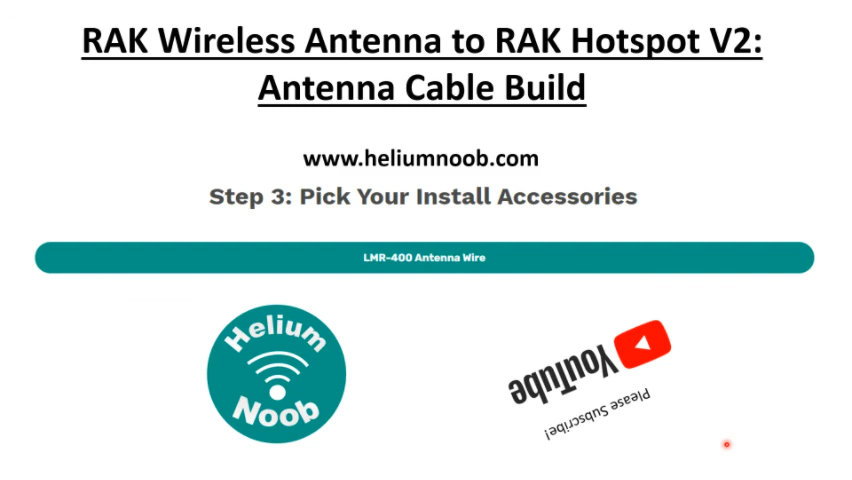 RAK Wireless Antenna to RAK Hotspot V2:
Antenna Cable Build
www.heliumnoob.com
Step 3: Pick Your Install Accessories
LMR-400 Antenna Wire
Helium
Noob
YouTube
Please Subscribe!